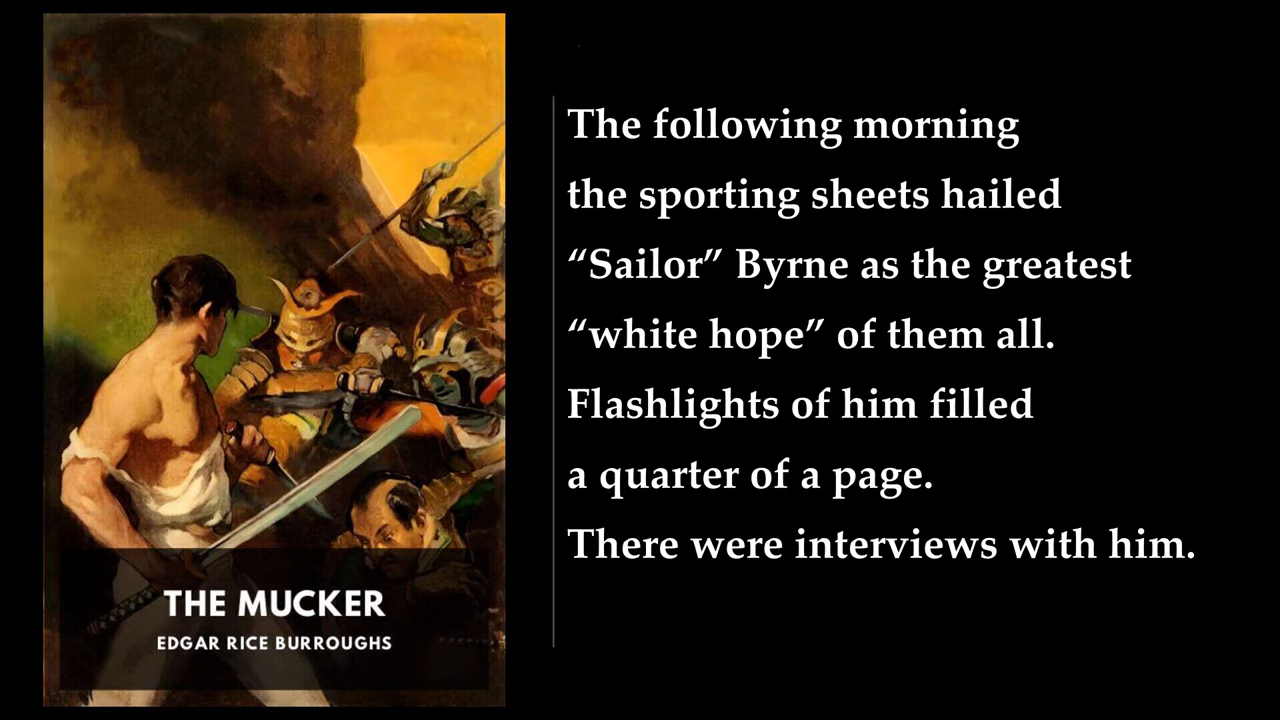 The following morning
the sporting sheets hailed
“Sailor” Byrne as the greatest
“white hope” of them all.
Flashlights of him filled
a quarter of a page.
There were interviews with him.
THE MUCKER
EDGAR RICE BURROUGHS